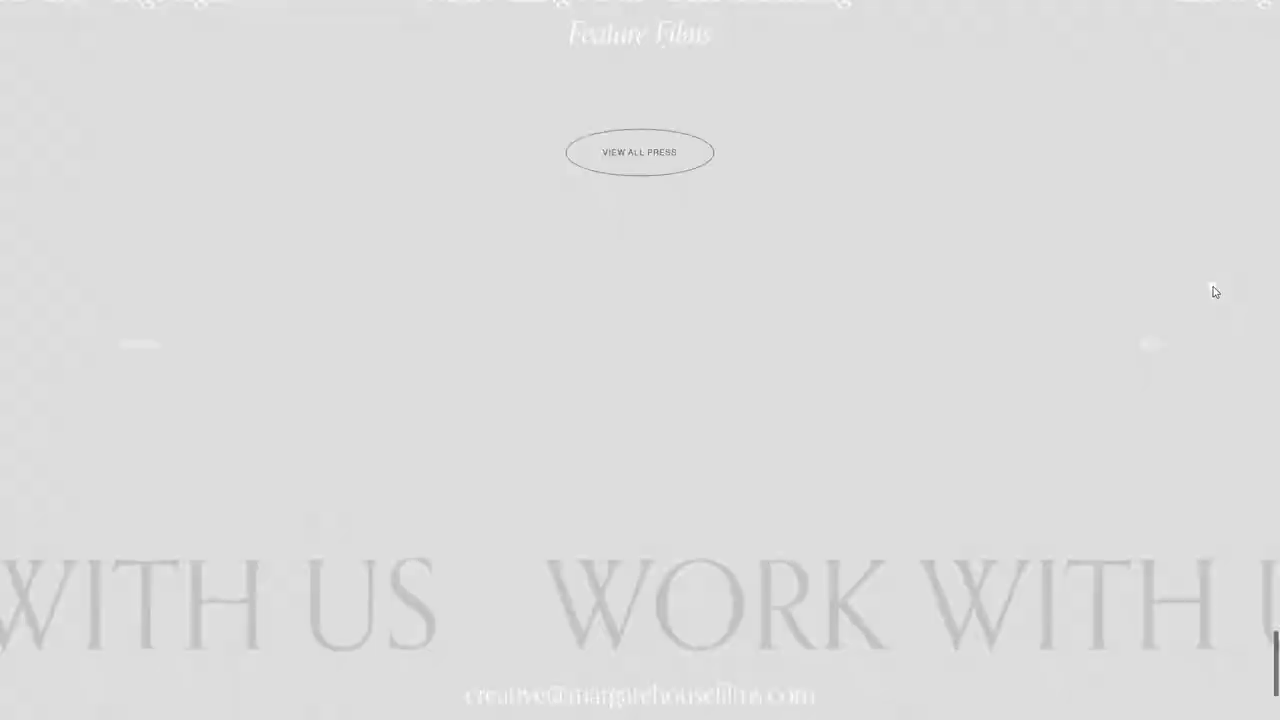 Feature Films
VIEW ALL PRESS
WITH US WORK WITH U
creative@margatehousefilms.com